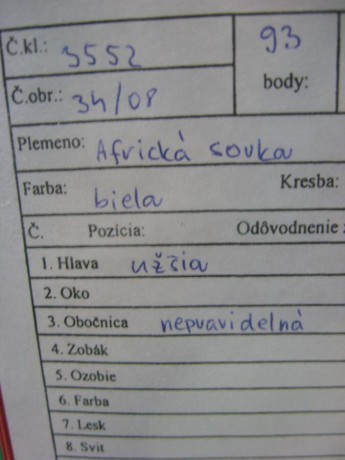 Č.kl.: 3552 93
body:
Č.obr.: 34/08
Plemeno: Africká sovka
Farba: biela Kresba:
Č. Pozícia: Odôvodnenie:
1. Hlava užšia
2. Oko
3. Obočnica nepravidelná
4. Zobák
5. Ozobie
6. Farba
7. Lesk
8. Svit